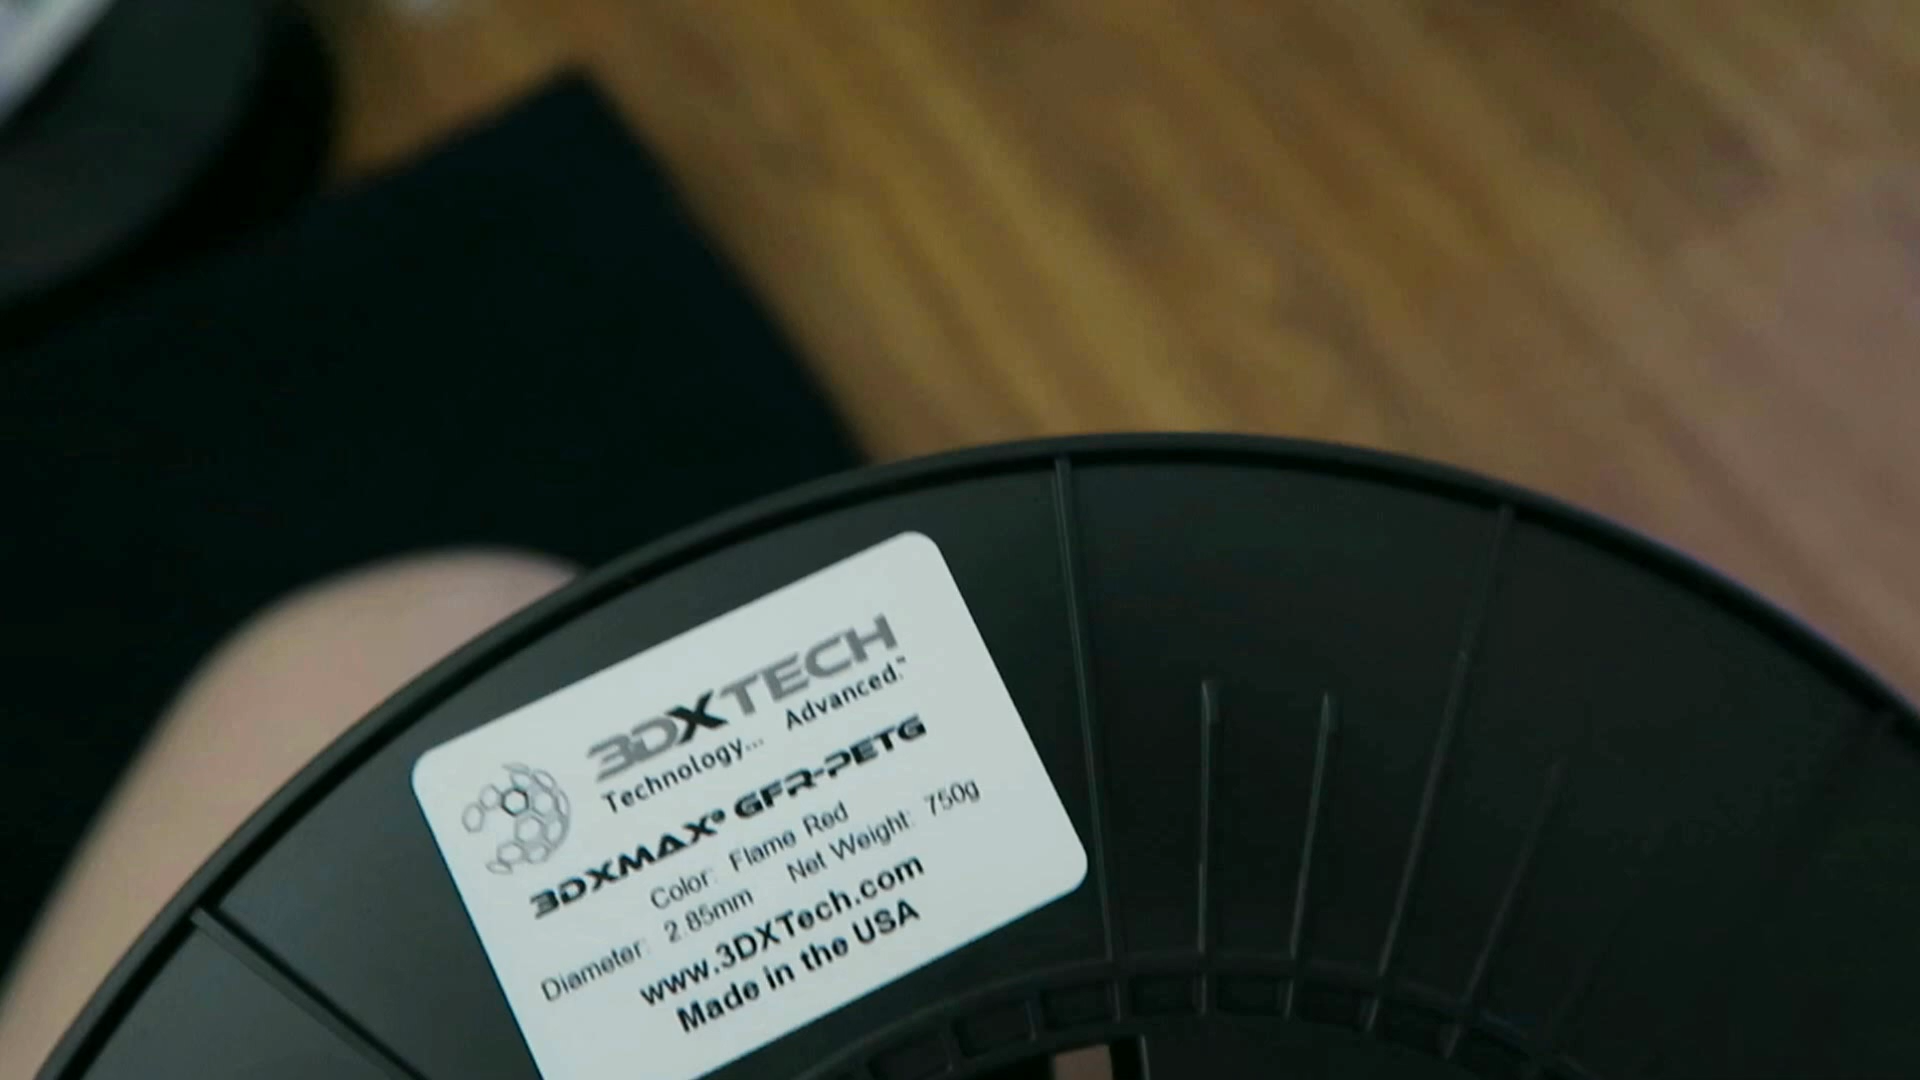 3DXTECH
Technology... Advanced.™
3DXMAX® GFR-PETG
Color: Flame Red
Diameter: 2.85mm Net Weight: 750g
www.3DXTech.com
Made in the USA